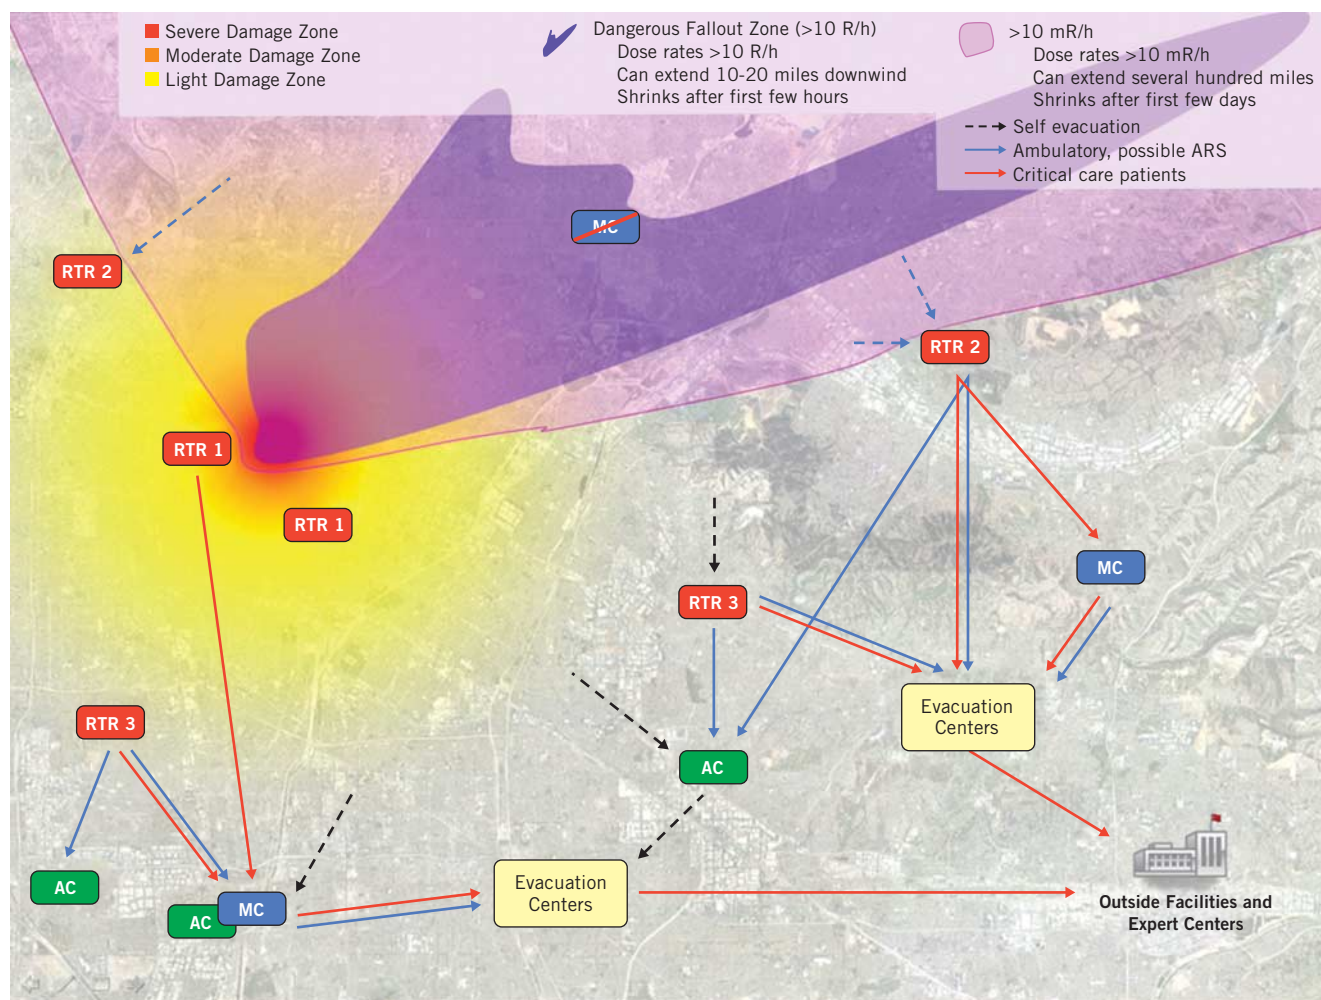 Severe Damage Zone
Moderate Damage Zone
Light Damage Zone
Dangerous Fallout Zone (>10 R/h)
Dose rates >10 R/h
Can extend 10-20 miles downwind
Shrinks after first few hours
>10 mR/h
Dose rates >10 mR/h
Can extend several hundred miles
Shrinks after first few days
Self evacuation
Ambulatory, possible ARS
Critical care patients
MC
RTR 2
RTR 2
RTR 1
RTR 1
MC
RTR 3
RTR 3
Evacuation
Centers
AC
AC
AC
MC
Evacuation
Centers
Outside Facilities and
Expert Centers